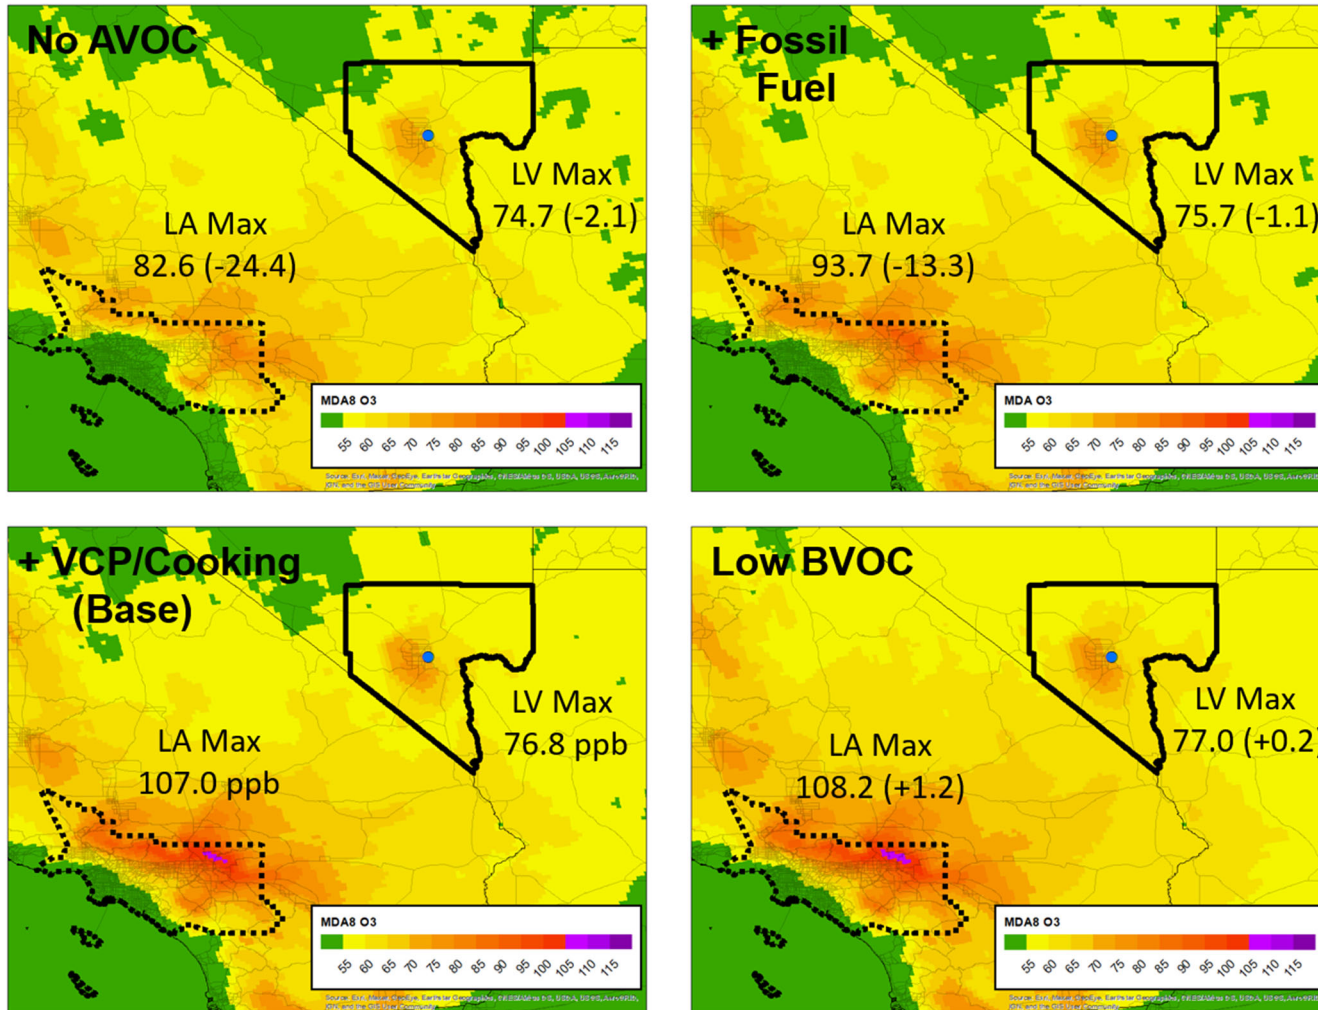 No AVOC
LV Max
74.7 (-2.1)
LA Max
82.6 (-24.4)
MDA8 O3
55 60 65 70 75 80 85 90 95 100 105 110 115
+ Fossil
Fuel
LV Max
75.7 (-1.1)
LA Max
93.7 (-13.3)
MDA O3
55 60 65 70 75 80 85 90 95 100 105 110 115
+ VCP/Cooking
(Base)
LV Max
76.8 ppb
LA Max
107.0 ppb
MDA8 O3
55 60 65 70 75 80 85 90 95 100 105 110 115
Low BVOC
LV Max
77.0 (+0.2)
LA Max
108.2 (+1.2)
MDA8 O3
55 60 65 70 75 80 85 90 95 100 105 110 115